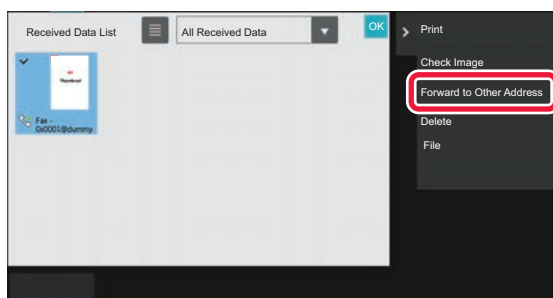 Received Data List
All Received Data
OK
Print
Check Image
Forward to Other Address
Delete
File
Thumbnail
Fax -
0x0001@dummy